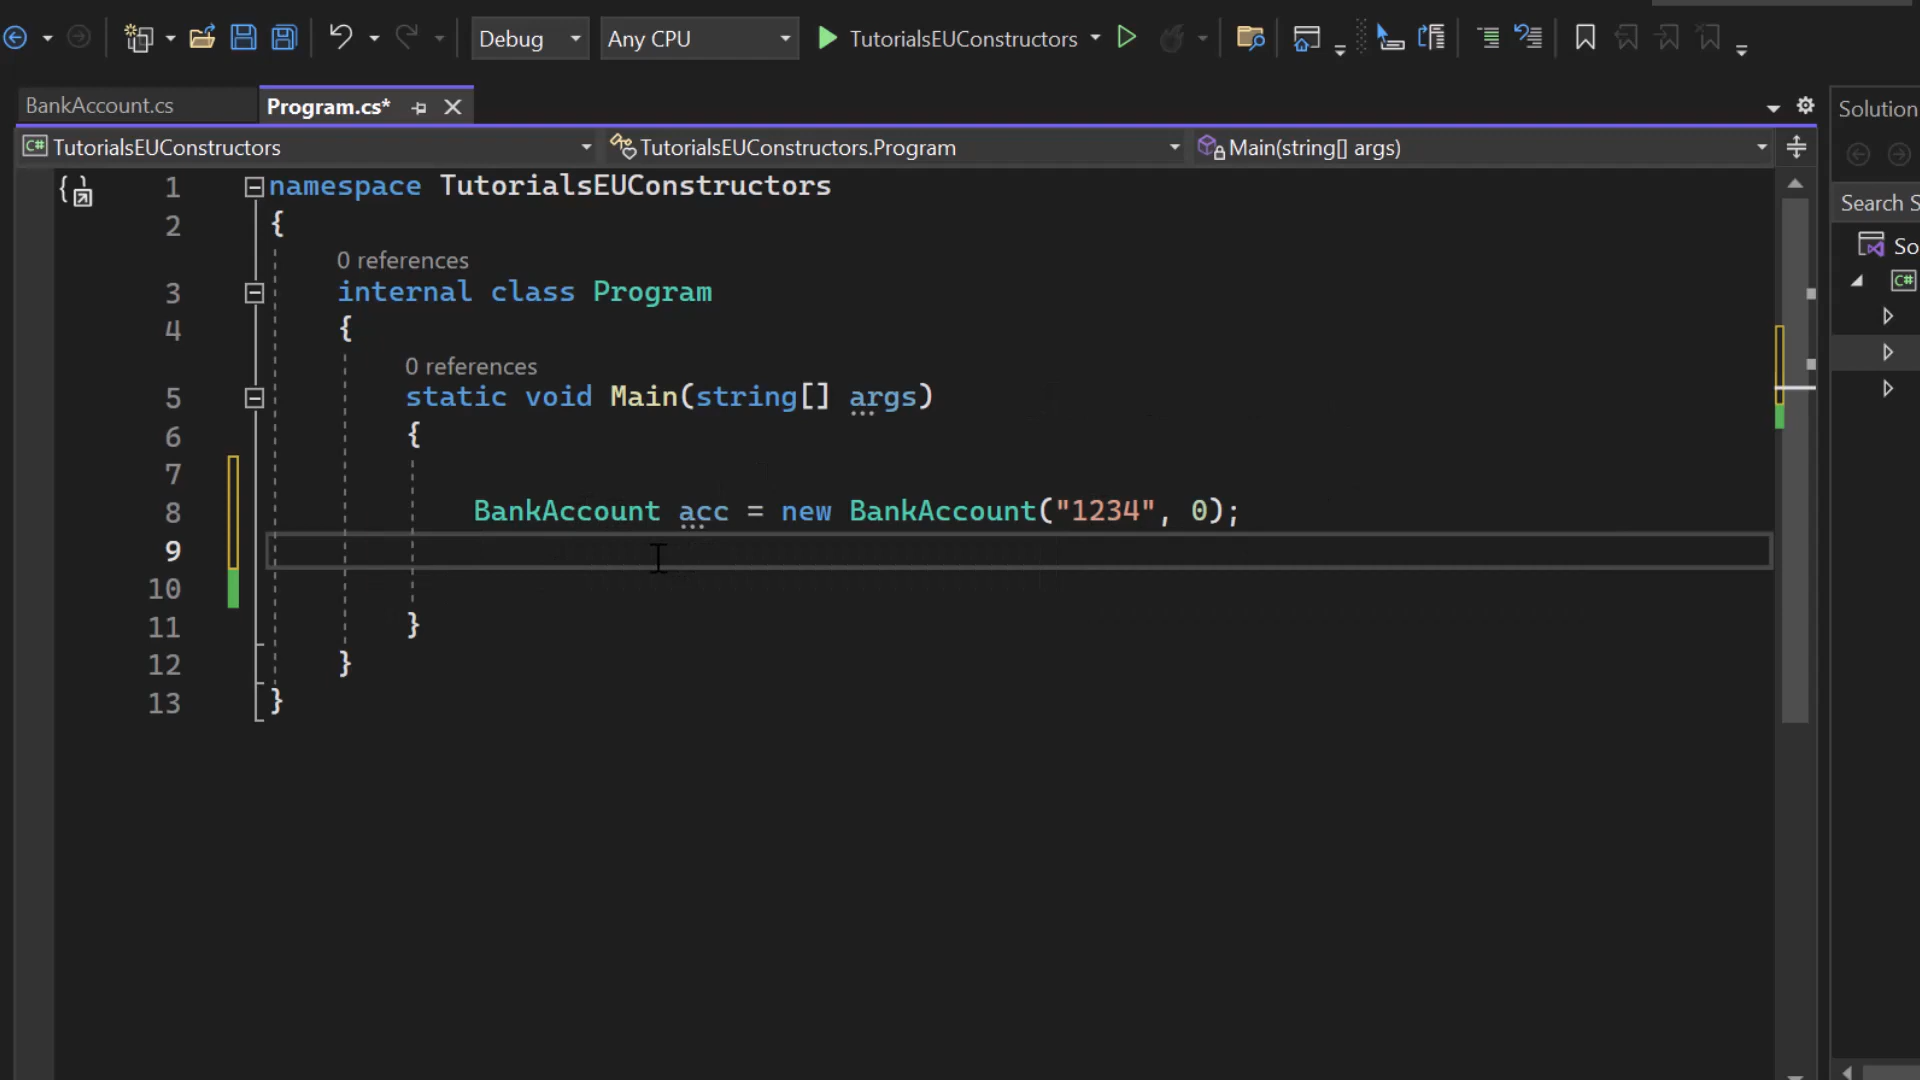 Debug Any CPU TutorialsEUConstructors
BankAccount.cs Program.cs*
Solution
TutorialsEUConstructors TutorialsEUConstructors.Program Main(string[] args)
Search S
So
1 namespace TutorialsEUConstructors
2 {
0 references
3 internal class Program
4 {
0 references
5 static void Main(string[] args)
6 {
7
8 BankAccount acc = new BankAccount("1234", 0);
9
10
11 }
12 }
13 }